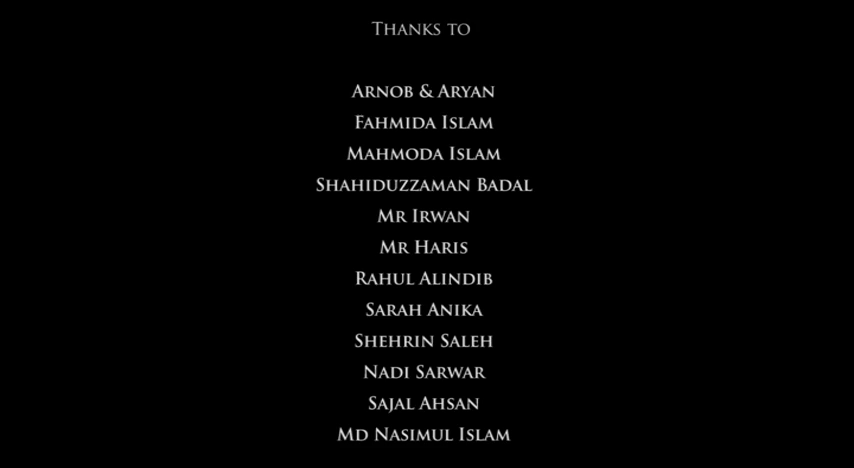 Thanks to
Arnob & Aryan
Fahmida Islam
Mahmoda Islam
Shahiduzzaman Badal
Mr Irwan
Mr Haris
Rahul Alindib
Sarah Anika
Shehrin Saleh
Nadi Sarwar
Sajal Ahsan
Md Nasimul Islam